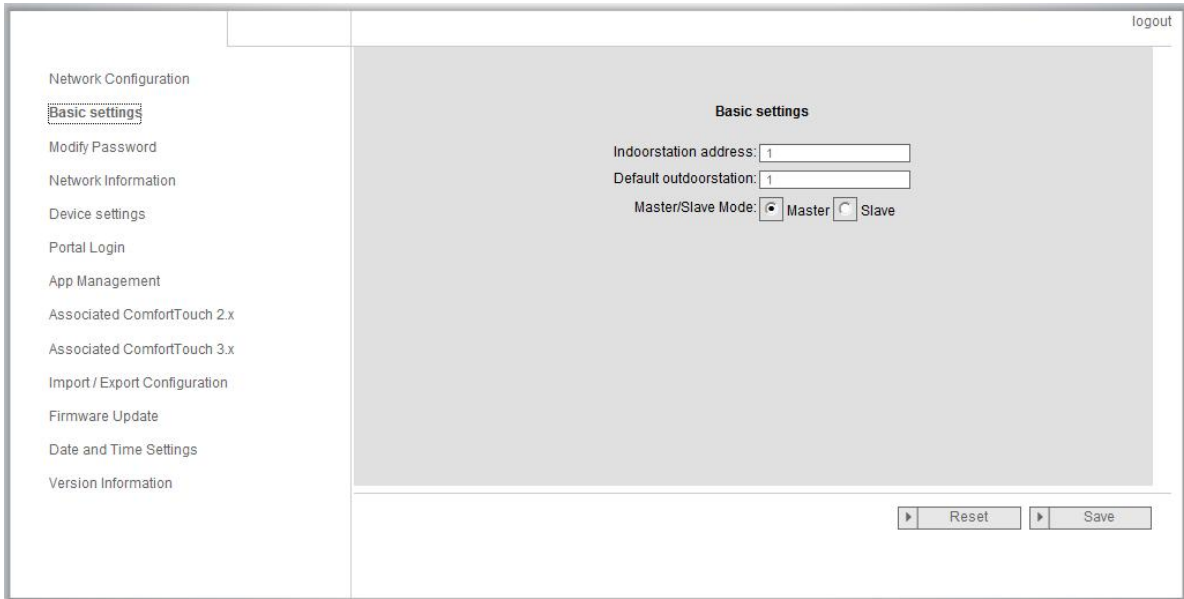 logout
Network Configuration
Basic settings
Modify Password
Network Information
Device settings
Portal Login
App Management
Associated ComfortTouch 2.x
Associated ComfortTouch 3.x
Import / Export Configuration
Firmware Update
Date and Time Settings
Version Information
Basic settings
Indoorstation address: 1
Default outdoorstation: 1
Master/Slave Mode: Master Slave
Reset Save